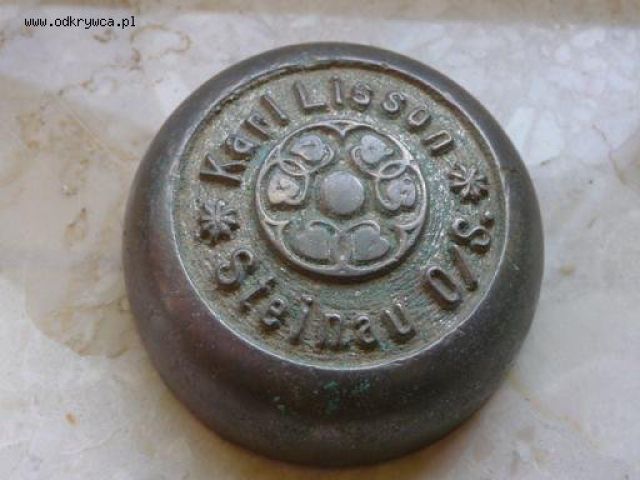 www.odkrywca.pl
Karl Lisson
* Steinau O/S. *